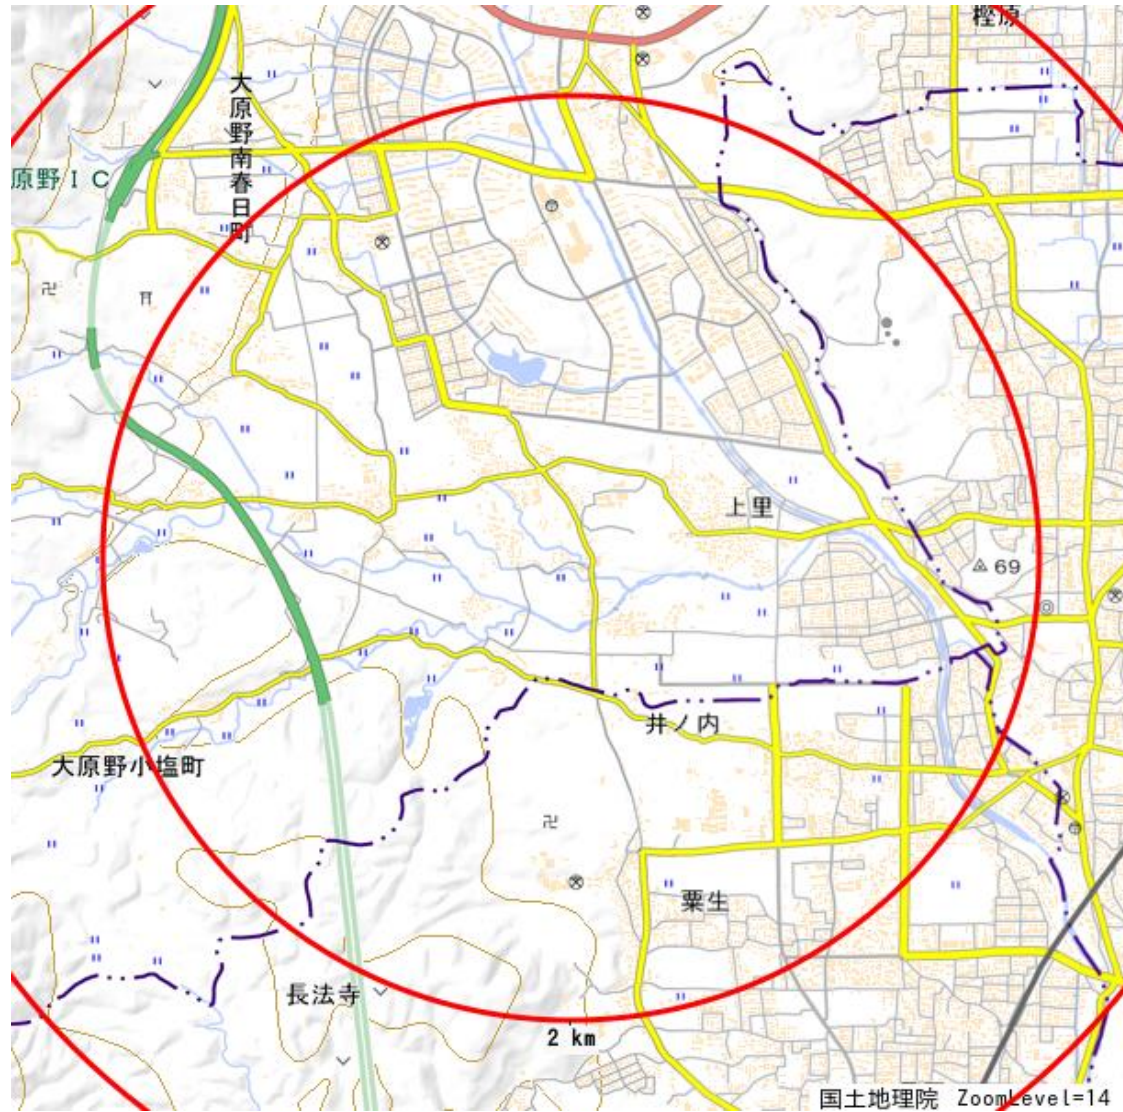 樫原
大原野南春日町
原野IC
上里
69
井ノ内
大原野小塩町
粟生
長法寺
2 km
国土地理院 ZoomLevel=14